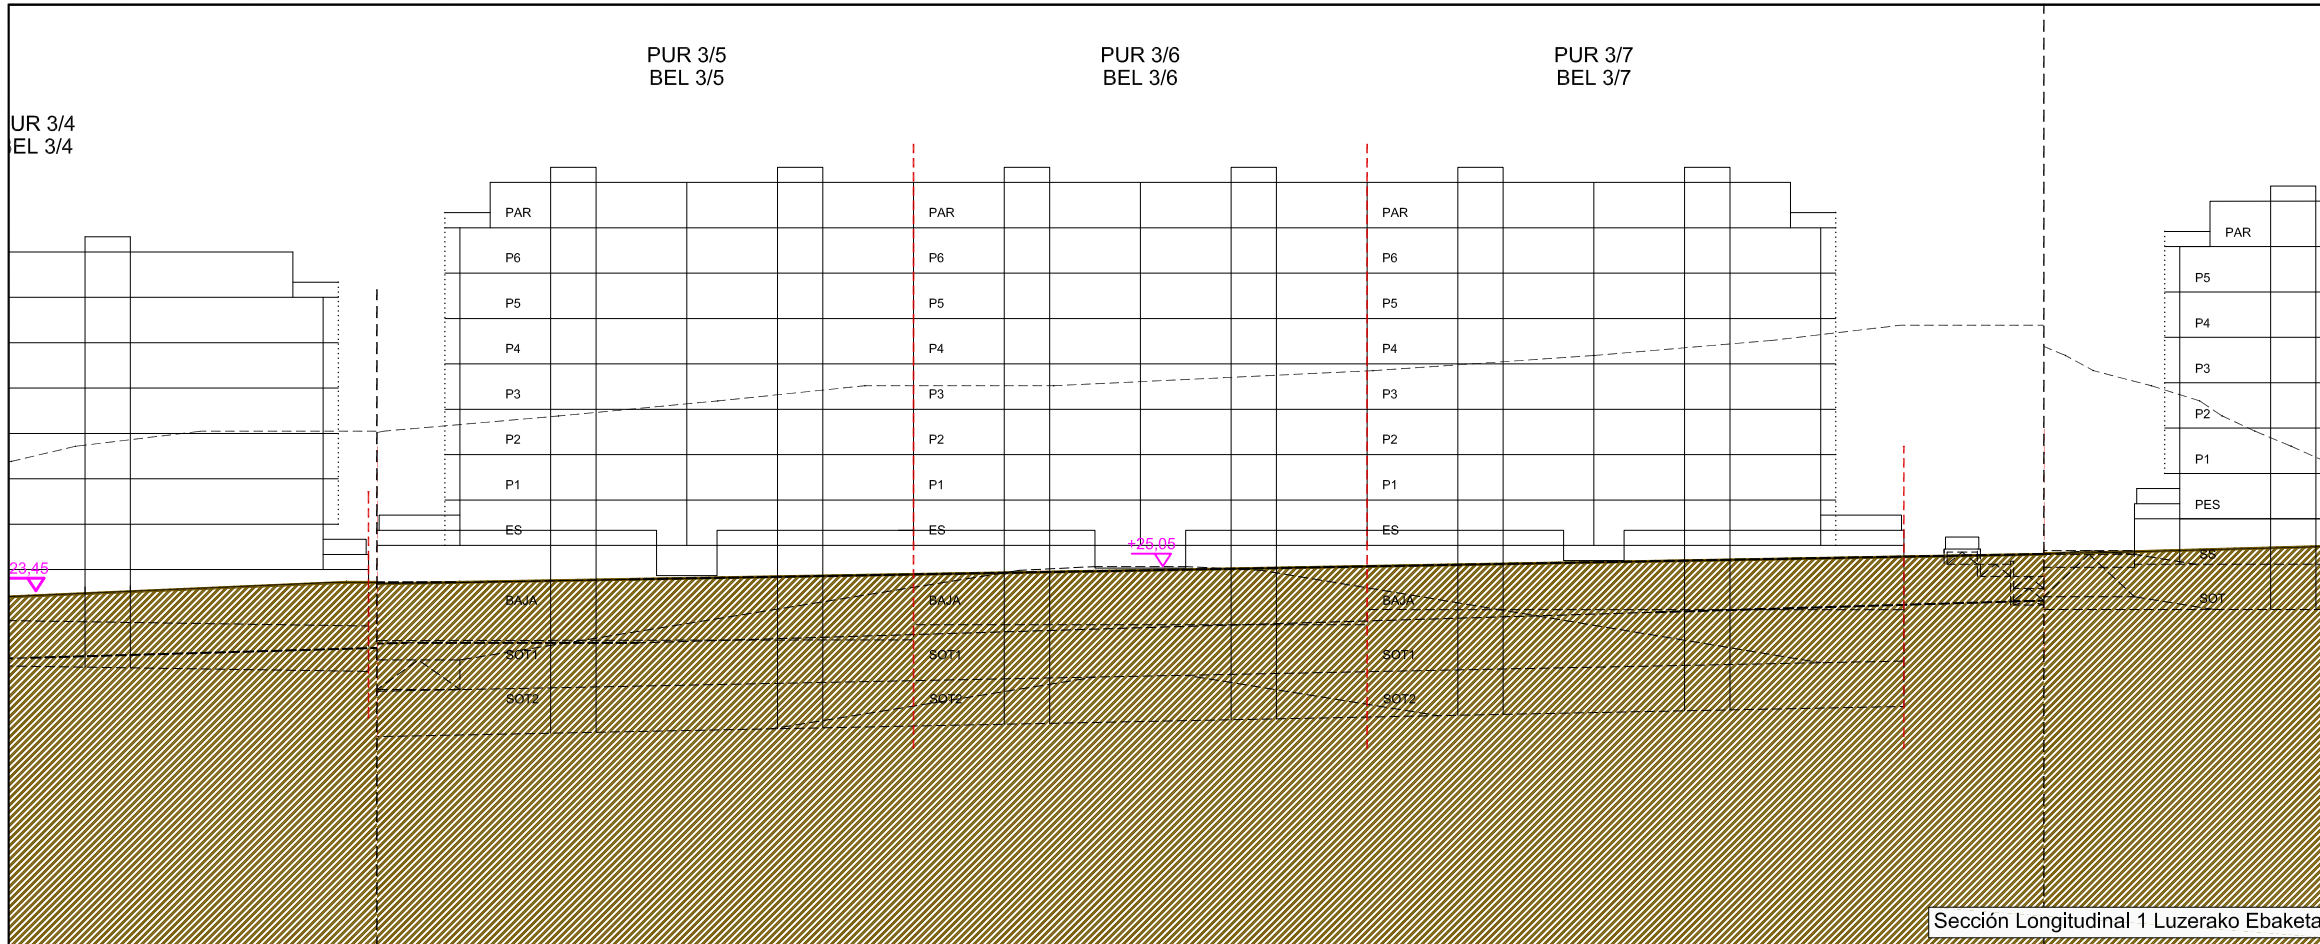 PUR 3/5
BEL 3/5
PUR 3/6
BEL 3/6
PUR 3/7
BEL 3/7
UR 3/4
BEL 3/4
PAR
P6
P5
P4
P3
P2
P1
ES
BAJA
SOT1
SOT2
PAR
P6
P5
P4
P3
P2
P1
ES
BAJA
SOT1
SOT2
PAR
P6
P5
P4
P3
P2
P1
ES
BAJA
SOT1
SOT2
PAR
P5
P4
P3
P2
P1
PES
SS
SOT
23,45
+25,05
Sección Longitudinal 1 Luzerako Ebaketa